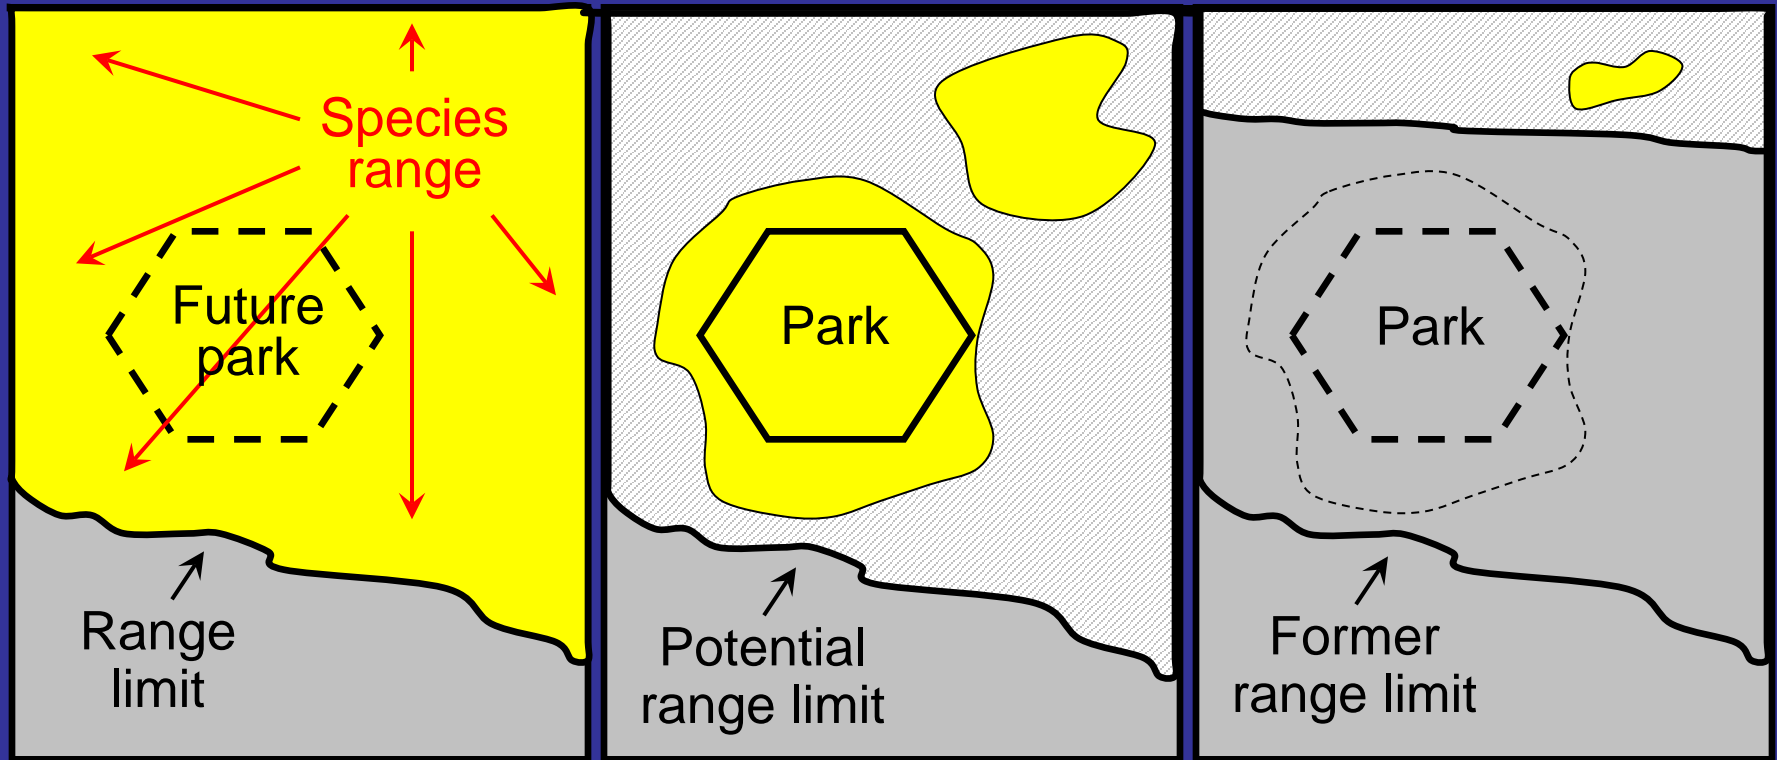 Species
range
Future
park
Range
limit
Park
Potential
range limit
Park
Former
range limit